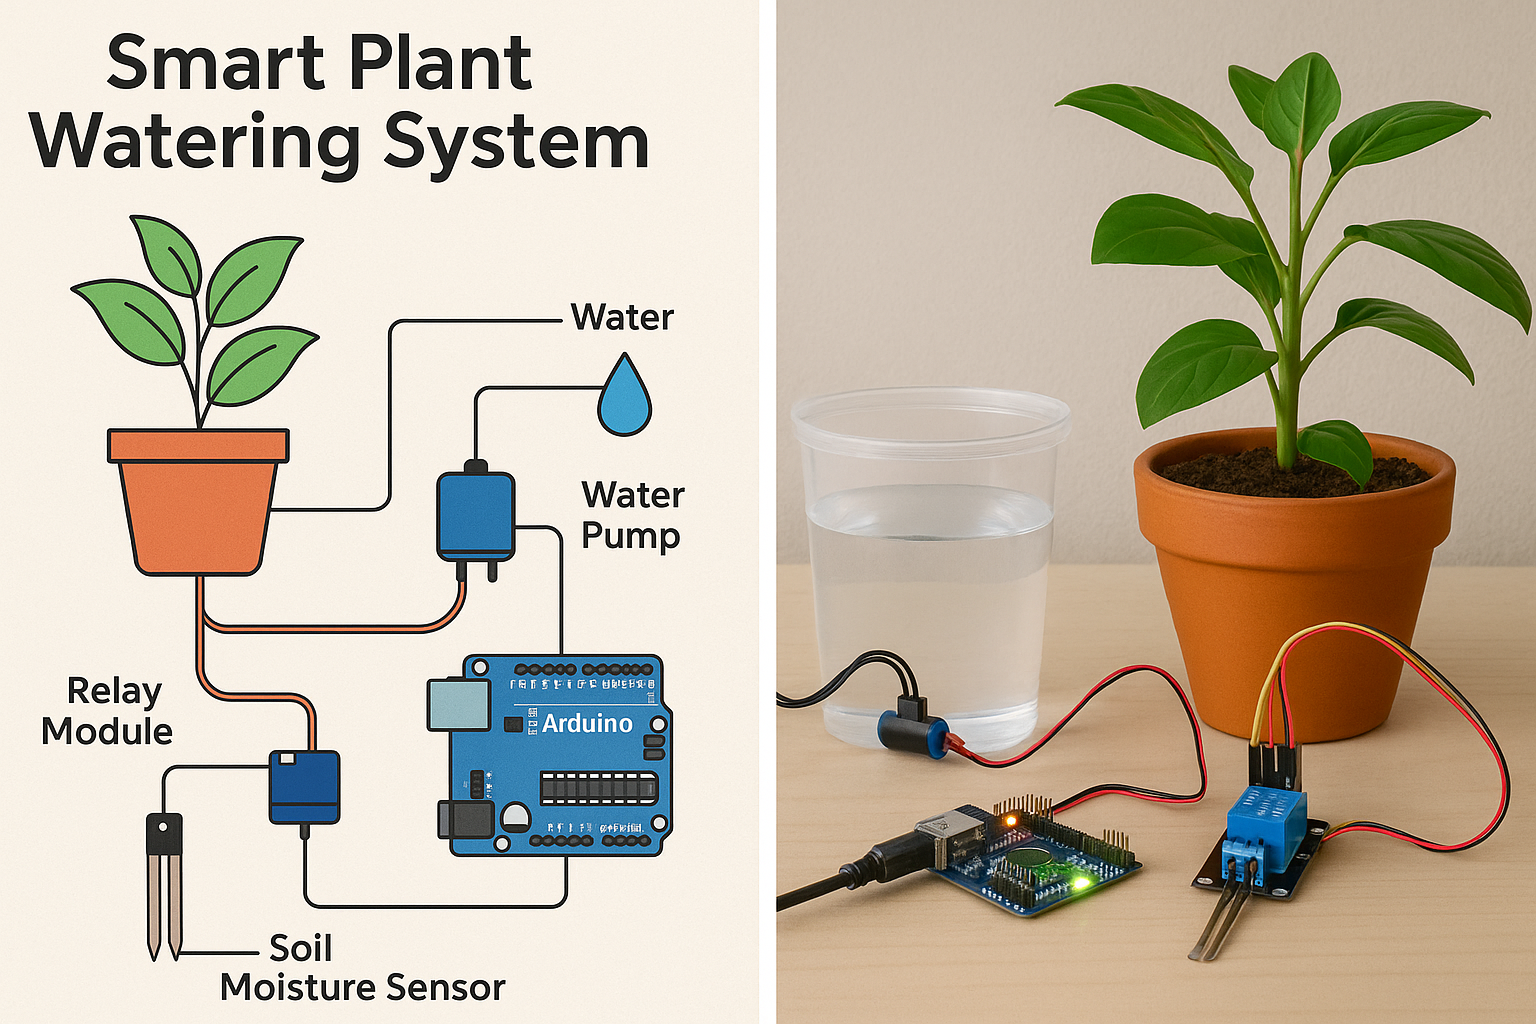 Smart Plant
Watering System
Water
Water
Pump
Relay
Module
Arduino
Soil
Moisture Sensor